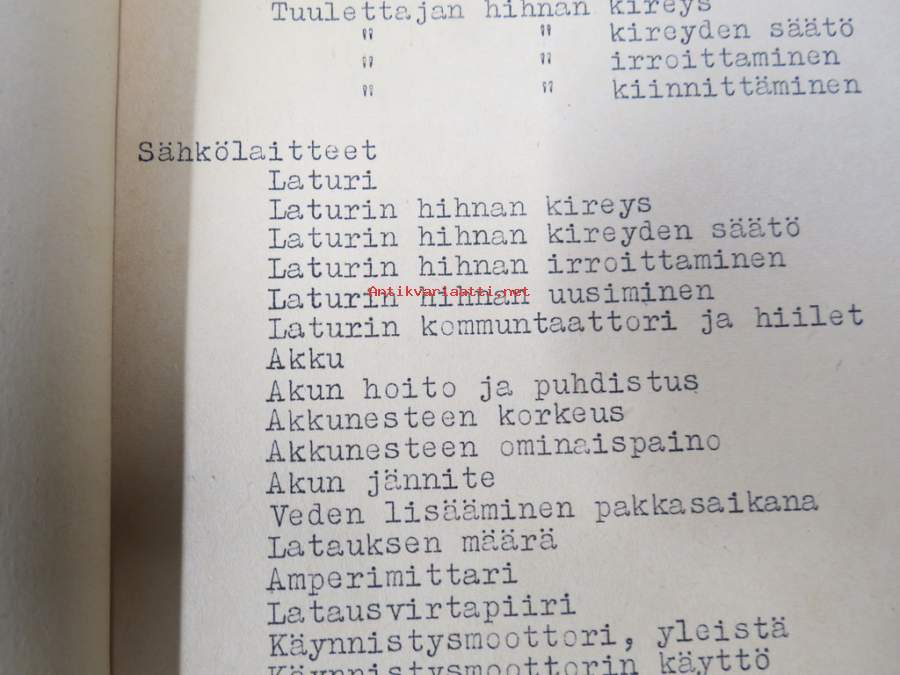 Tuulettajan hihnan kireys
" " kireyden säätö
" " irroittaminen
" " kiinnittäminen
Sähkölaitteet
Laturi
Laturin hihnan kireys
Laturin hihnan kireyden säätö
Laturin hihnan irroittaminen
Antikvariaatti.net
Laturin hihnan uusiminen
Laturin kommuntaattori ja hiilet
Akku
Akun hoito ja puhdistus
Akkunesteen korkeus
Akkunesteen ominaispaino
Akun jännite
Veden lisääminen pakkasaikana
Latauksen määrä
Amperimittari
Latausvirtapiiri
Käynnistysmoottori, yleistä
Käynnistysmoottorin käyttö